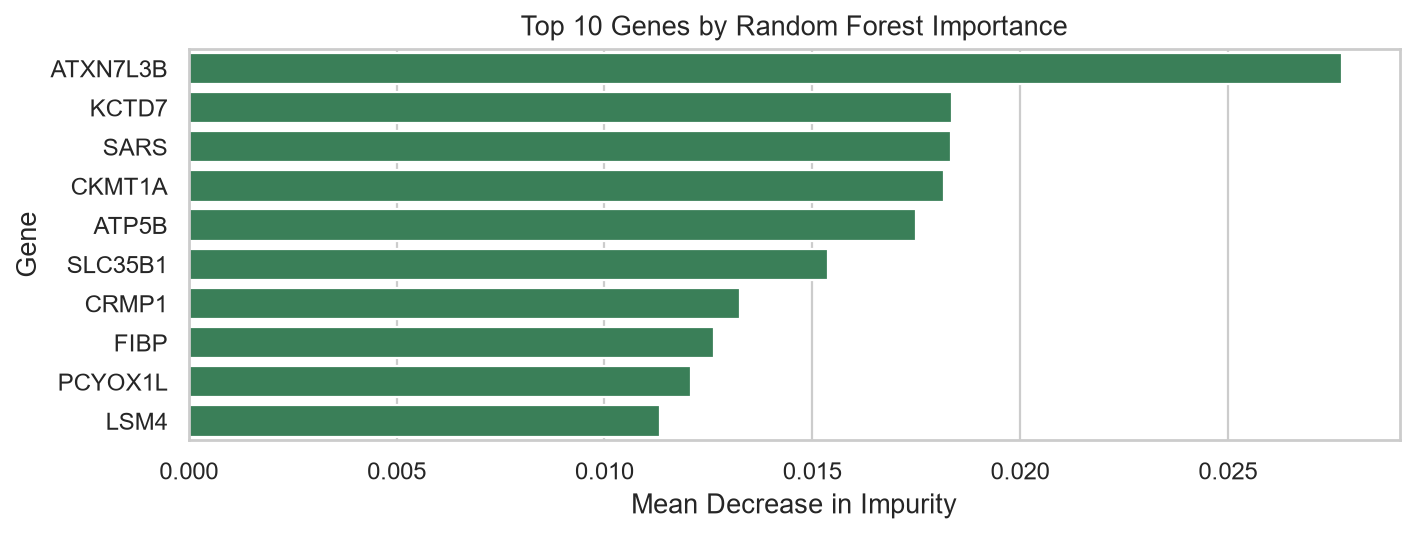 Top 10 Genes by Random Forest Importance
Gene
ATXN7L3B
KCTD7
SARS
CKMT1A
ATP5B
SLC35B1
CRMP1
FIBP
PCYOX1L
LSM4
0.000 0.005 0.010 0.015 0.020 0.025
Mean Decrease in Impurity